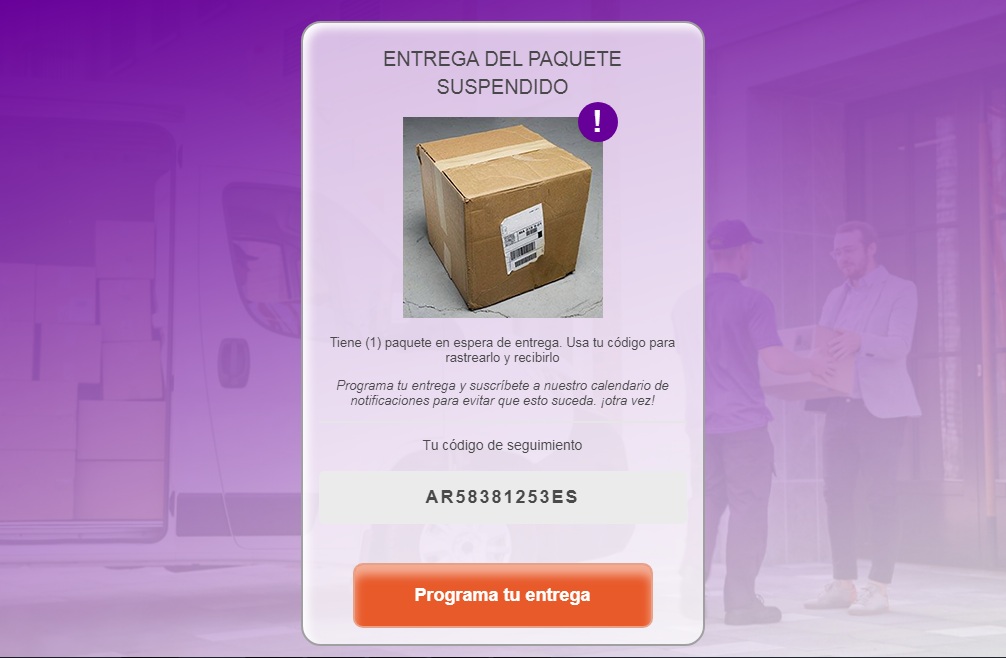 ENTREGA DEL PAQUETE
SUSPENDIDO
!
Tiene (1) paquete en espera de entrega. Usa tu código para
rastrearlo y recibirlo
Programa tu entrega y suscríbete a nuestro calendario de
notificaciones para evitar que esto suceda. ¡otra vez!
Tu código de seguimiento
AR58381253ES
Programa tu entrega